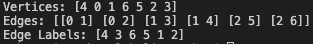 Vertices: [4 0 1 6 5 2 3]
Edges: [[0 1] [0 2] [1 3] [1 4] [2 5] [2 6]]
Edge Labels: [4 3 6 5 1 2]